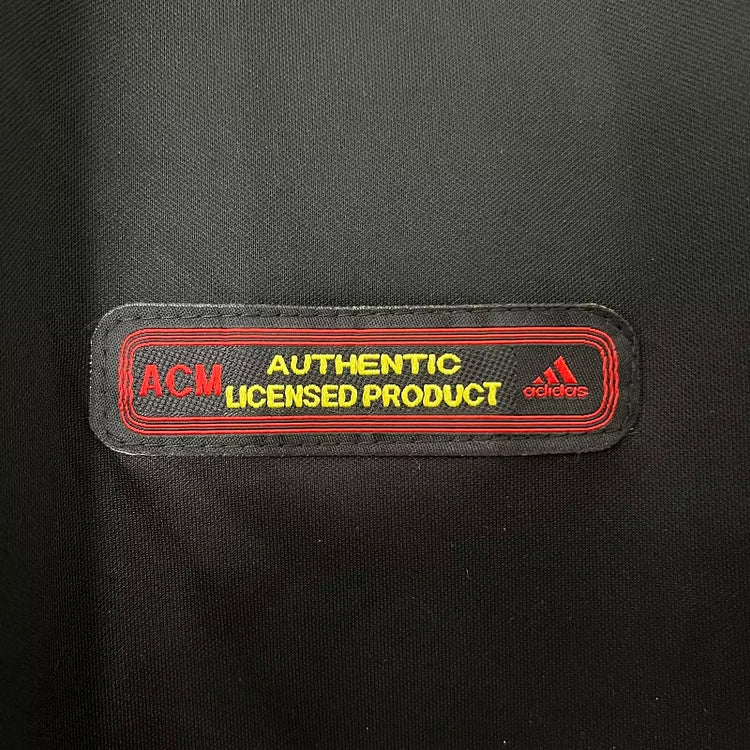 ACM
AUTHENTIC
LICENSED PRODUCT
adidas